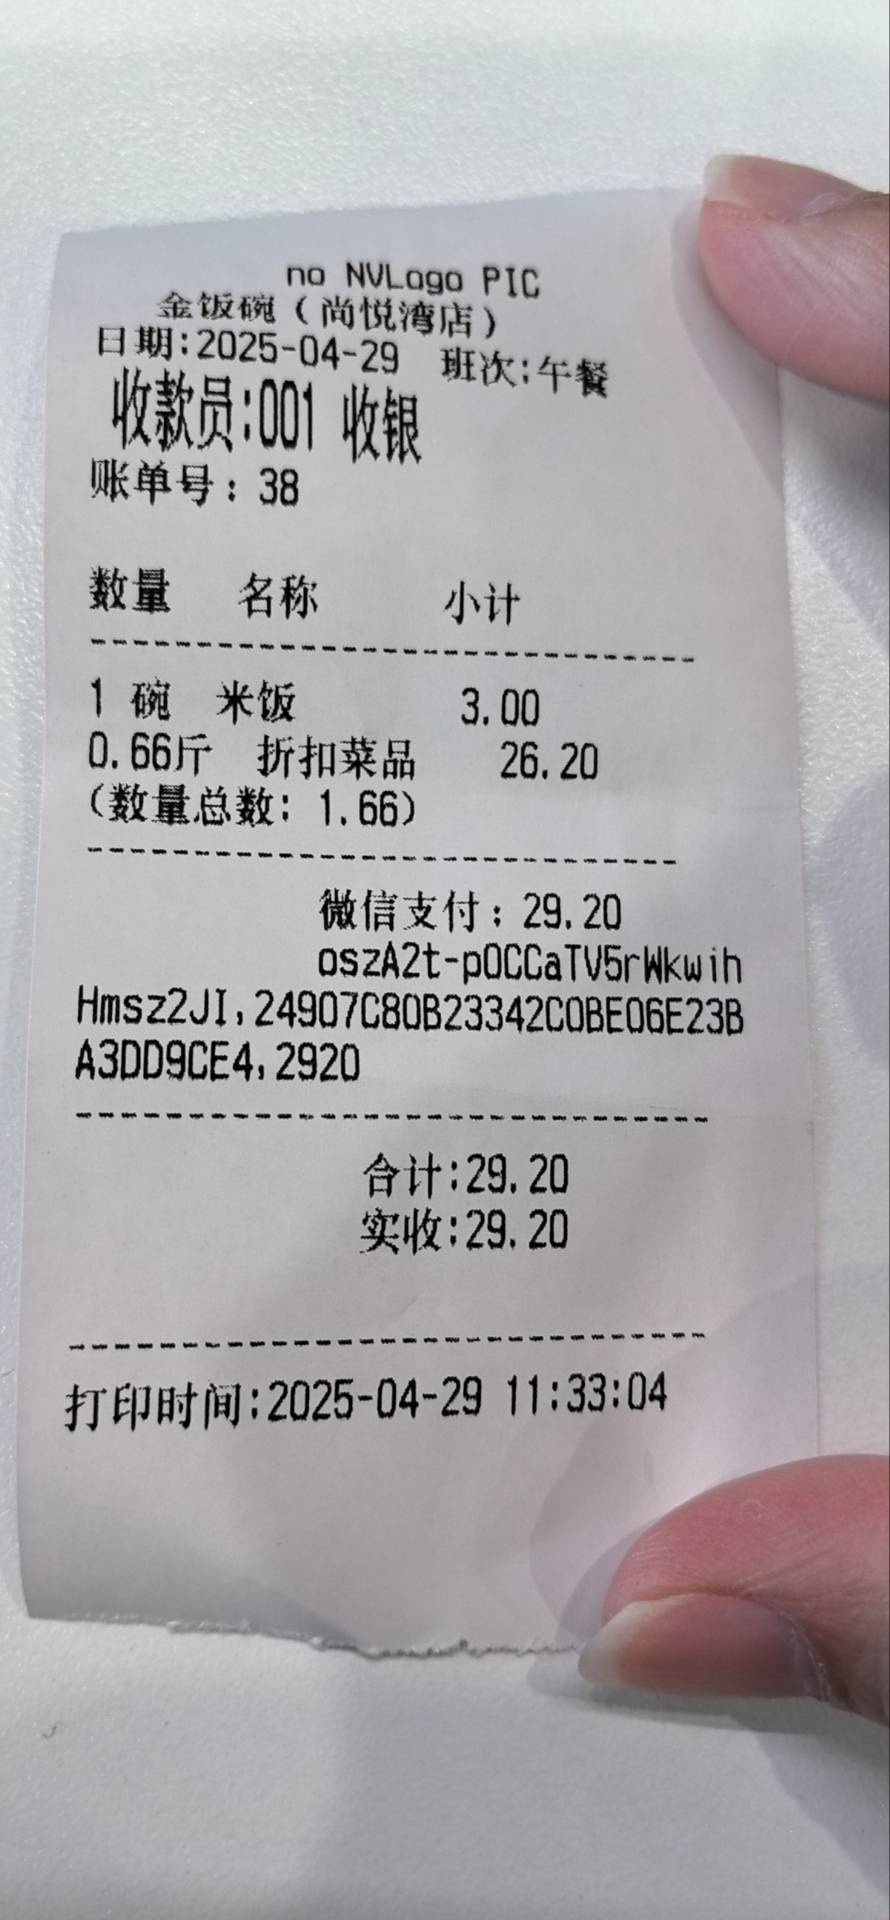 no NVLogo PIC
金饭碗（尚悦湾店）
日期:2025-04-29 班次:午餐
收款员:001 收银
账单号: 38
数量 名称 小计
1 碗 米饭 3.00
0.66斤 折扣菜品 26.20
(数量总数: 1.66)
微信支付: 29.20
oszA2t-pOCCaTV5rWkwih
Hmsz2JI,24907C80B23342C0BE06E23B
A3DD9CE4,2920
合计:29.20
实收:29.20
打印时间:2025-04-29 11:33:04